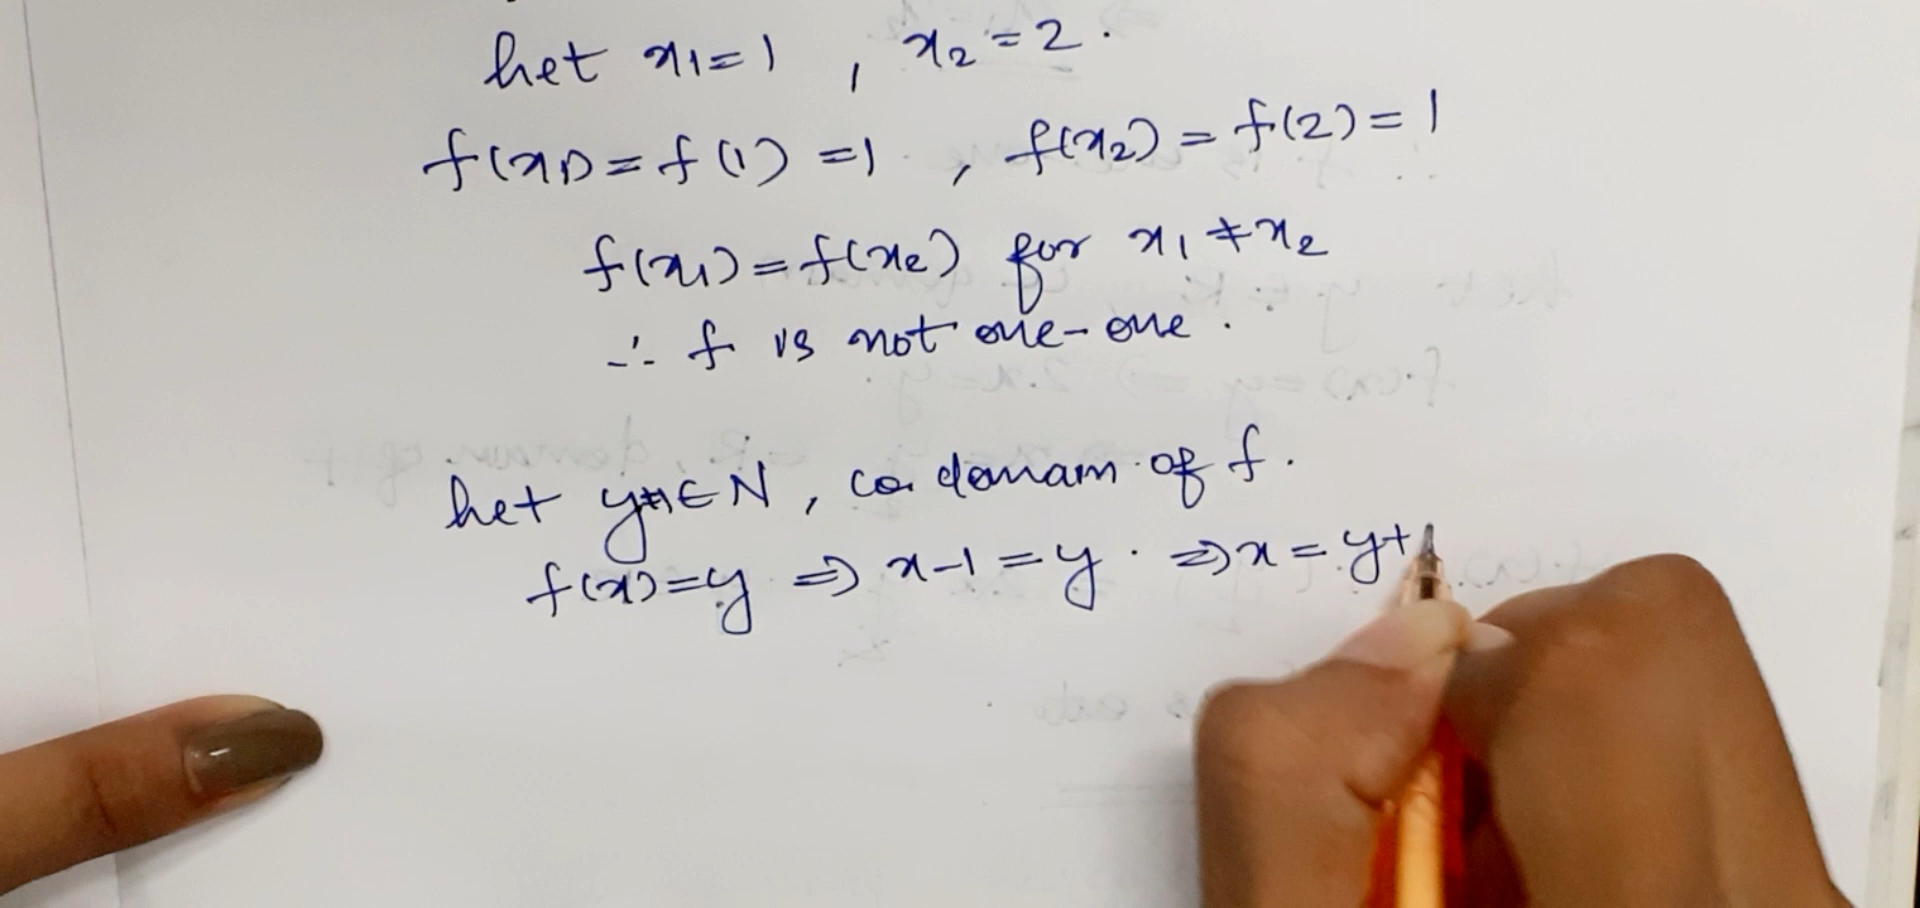 Let x₁=1 , x₂=2.
f(x₁)=f(1)=1 , f(x₂)=f(2)=1
f(x₁)=f(x₂) for x₁≠x₂
∴ f is not one-one.
Let y∈N, co domain of f.
f(x)=y ⇒ x-1=y. ⇒x=y+